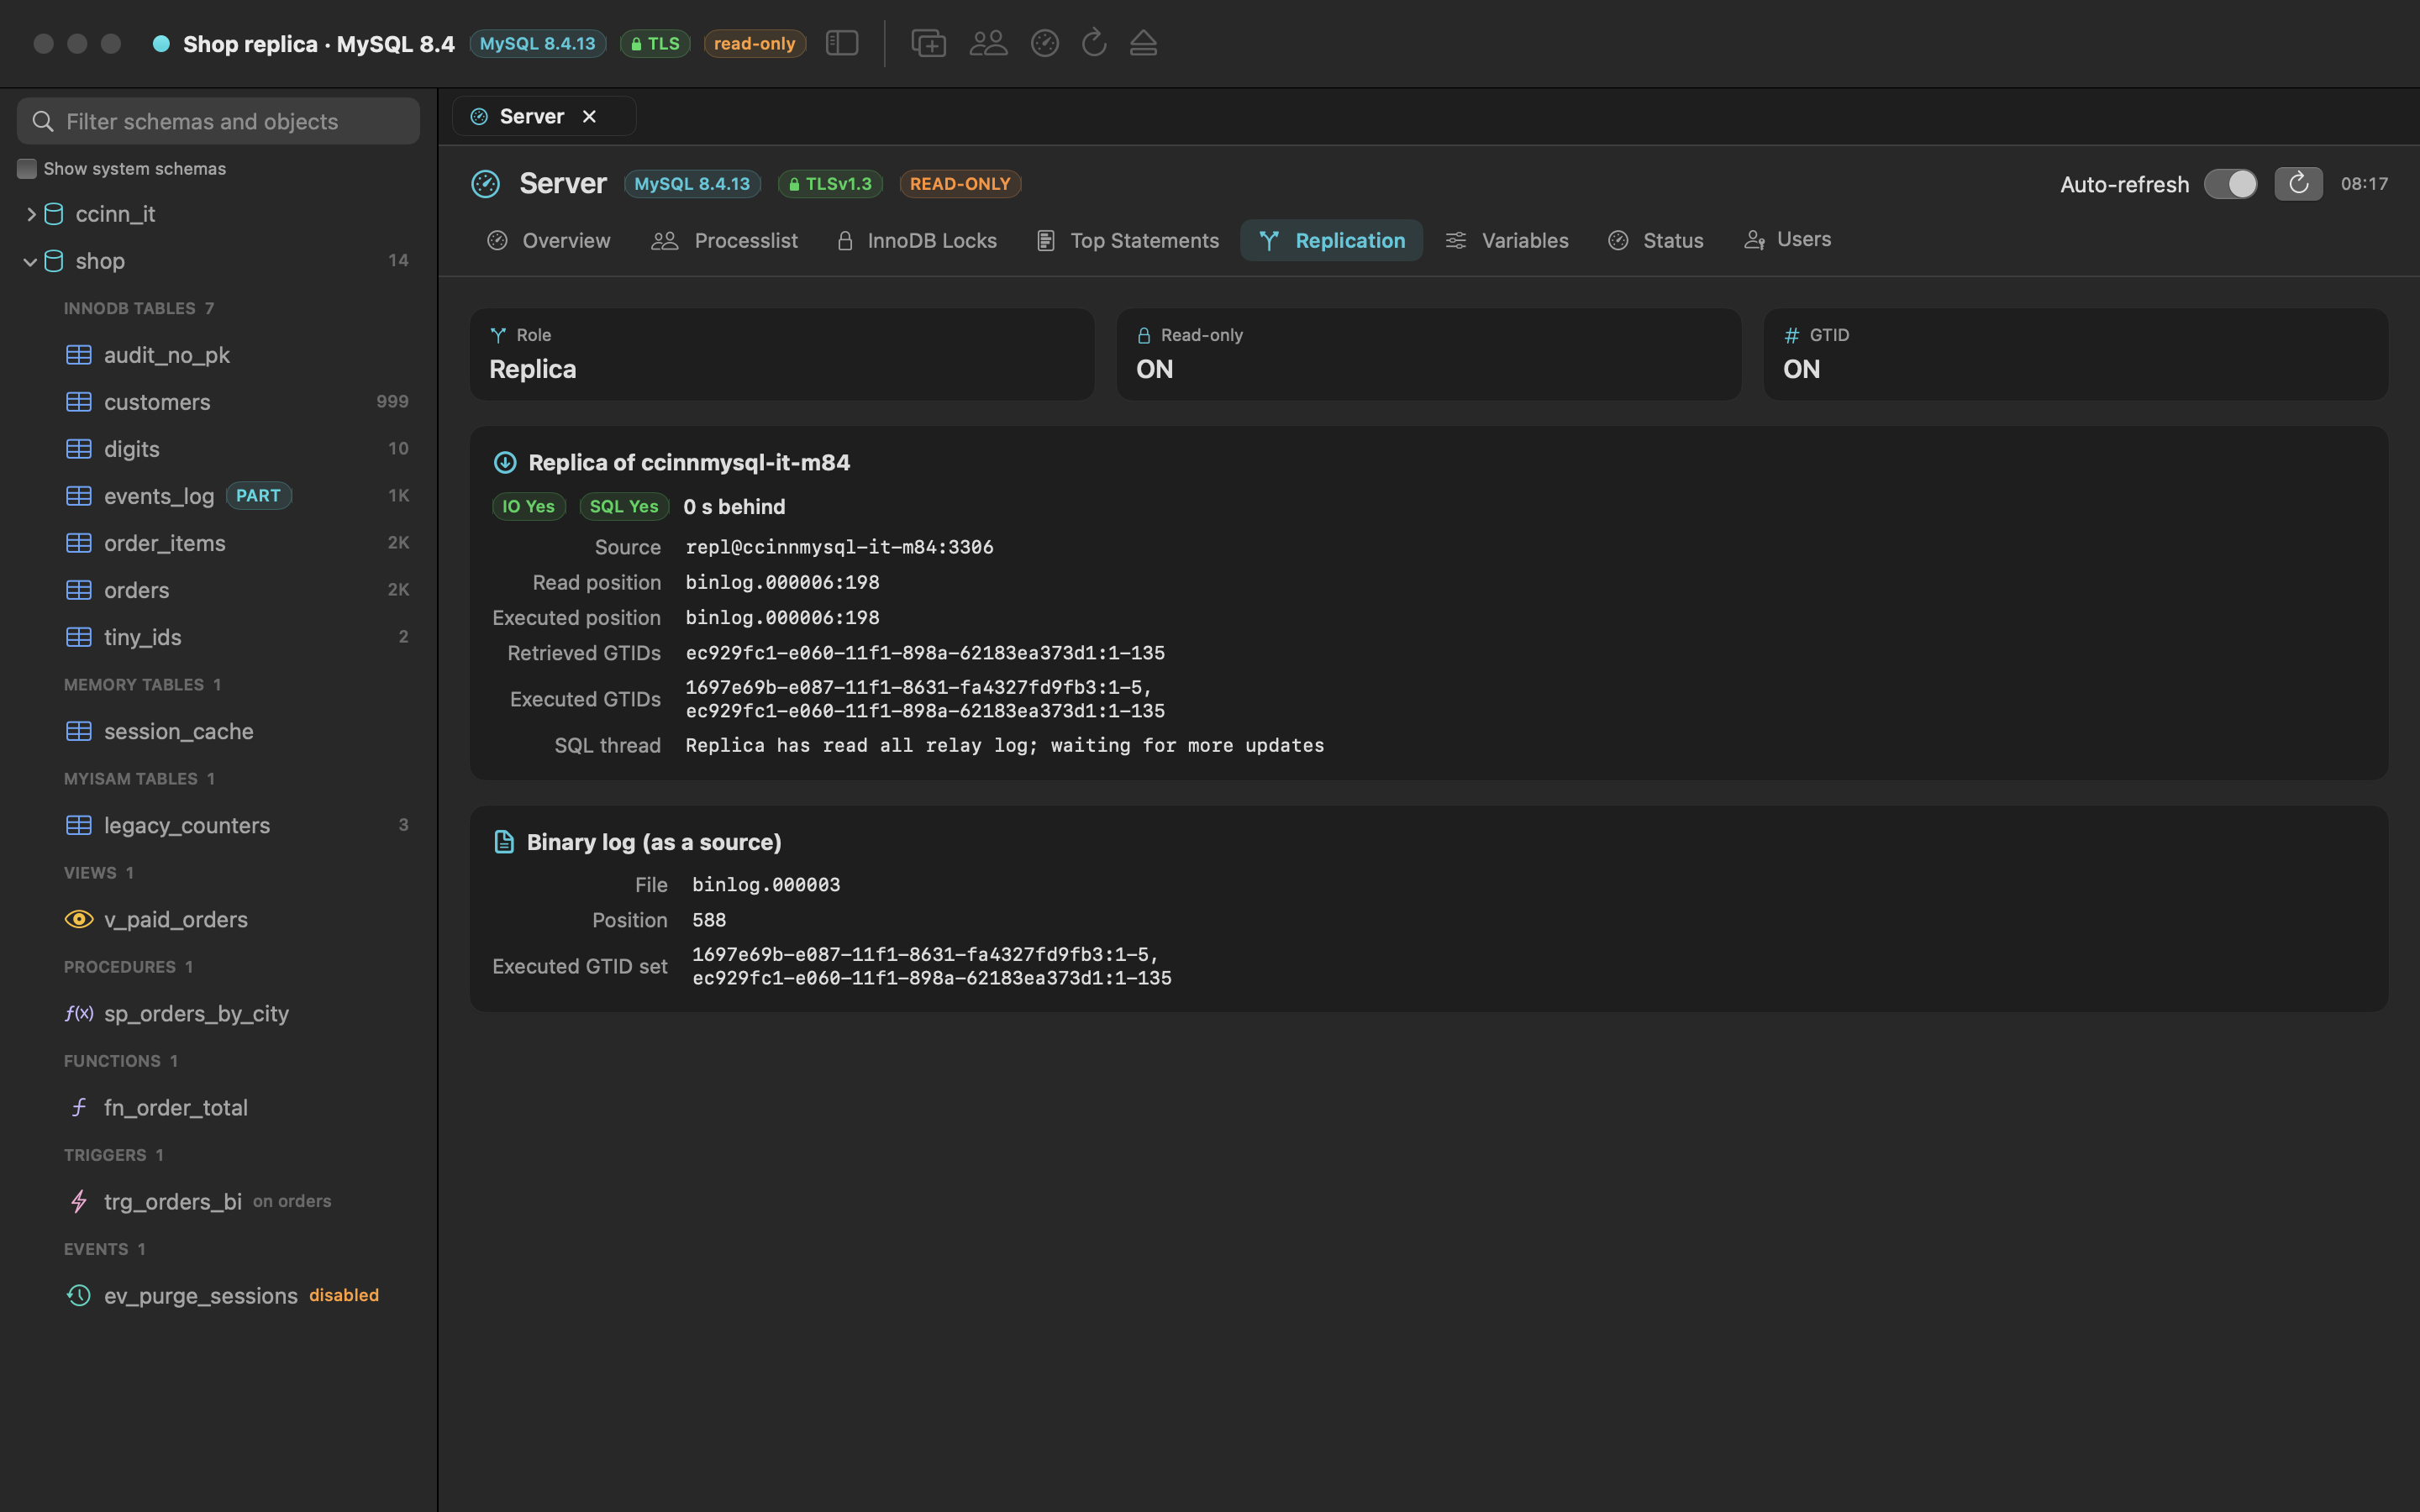 Shop replica · MySQL 8.4 MySQL 8.4.13 TLS read-only
Filter schemas and objects
Show system schemas
ccinn_it
shop 14
INNODB TABLES 7
audit_no_pk
customers 999
digits 10
events_log PART 1K
order_items 2K
orders 2K
tiny_ids 2
MEMORY TABLES 1
session_cache
MYISAM TABLES 1
legacy_counters 3
VIEWS 1
v_paid_orders
PROCEDURES 1
f(x) sp_orders_by_city
FUNCTIONS 1
f fn_order_total
TRIGGERS 1
trg_orders_bi on orders
EVENTS 1
ev_purge_sessions disabled
Server
Server MySQL 8.4.13 TLSv1.3 READ-ONLY Auto-refresh 08:17
Overview Processlist InnoDB Locks Top Statements Replication Variables Status Users
Role
Replica
Read-only
ON
# GTID
ON
Replica of ccinnmysql-it-m84
IO Yes SQL Yes 0 s behind
Source repl@ccinnmysql-it-m84:3306
Read position binlog.000006:198
Executed position binlog.000006:198
Retrieved GTIDs ec929fc1-e060-11f1-898a-62183ea373d1:1-135
Executed GTIDs 1697e69b-e087-11f1-8631-fa4327fd9fb3:1-5,
ec929fc1-e060-11f1-898a-62183ea373d1:1-135
SQL thread Replica has read all relay log; waiting for more updates
Binary log (as a source)
File binlog.000003
Position 588
Executed GTID set 1697e69b-e087-11f1-8631-fa4327fd9fb3:1-5,
ec929fc1-e060-11f1-898a-62183ea373d1:1-135